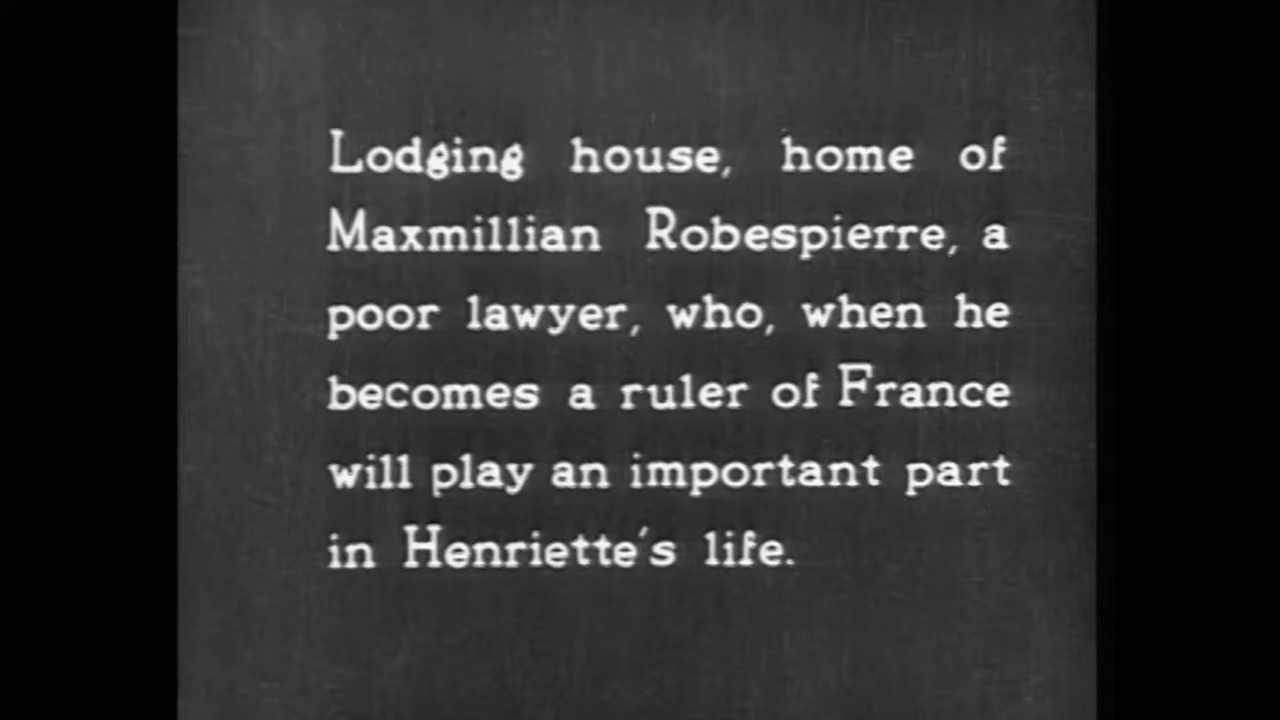 Lodging house, home of
Maxmillian Robespierre, a
poor lawyer, who, when he
becomes a ruler of France
will play an important part
in Henriette's life.